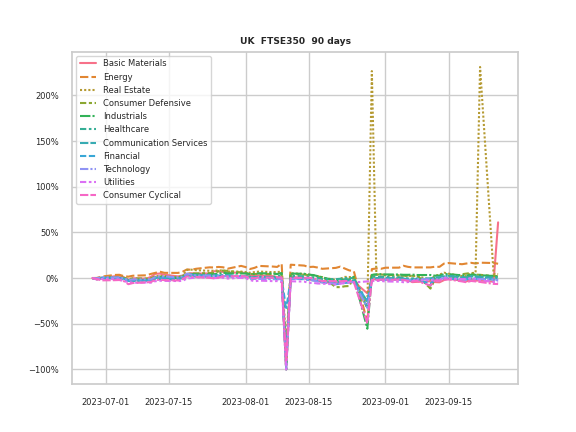 UK  FTSE350  90 days
Basic Materials
Energy
Real Estate
Consumer Defensive
Industrials
Healthcare
Communication Services
Financial
Technology
Utilities
Consumer Cyclical
200%
150%
100%
50%
0%
−50%
−100%
2023-07-01 2023-07-15 2023-08-01 2023-08-15 2023-09-01 2023-09-15